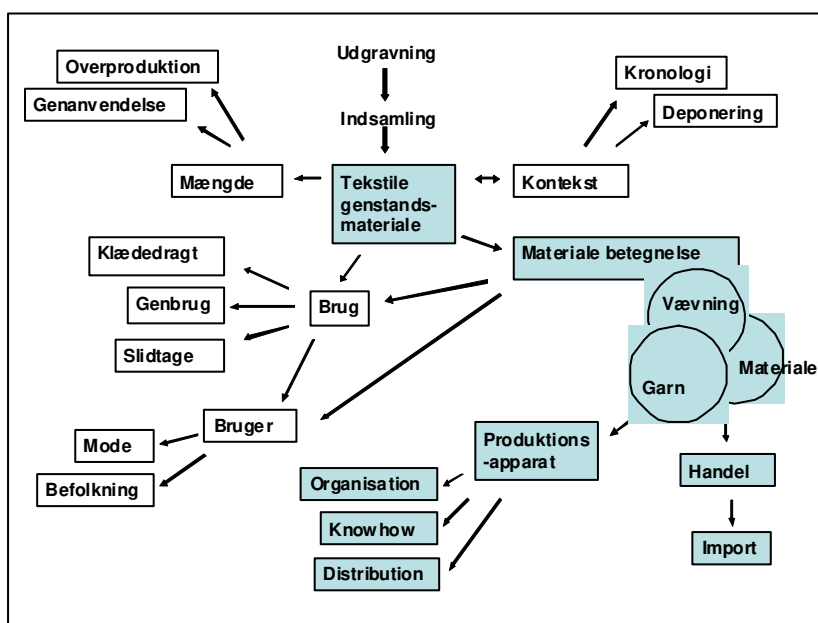 Udgravning
Overproduktion
Kronologi
Genanvendelse
Indsamling
Deponering
Mængde
Tekstile
genstands-
materiale
Kontekst
Klædedragt
Materiale betegnelse
Genbrug
Brug
Vævning
Slidtage
Materiale
Garn
Bruger
Mode
Produktions
-apparat
Befolkning
Organisation
Handel
Knowhow
Import
Distribution